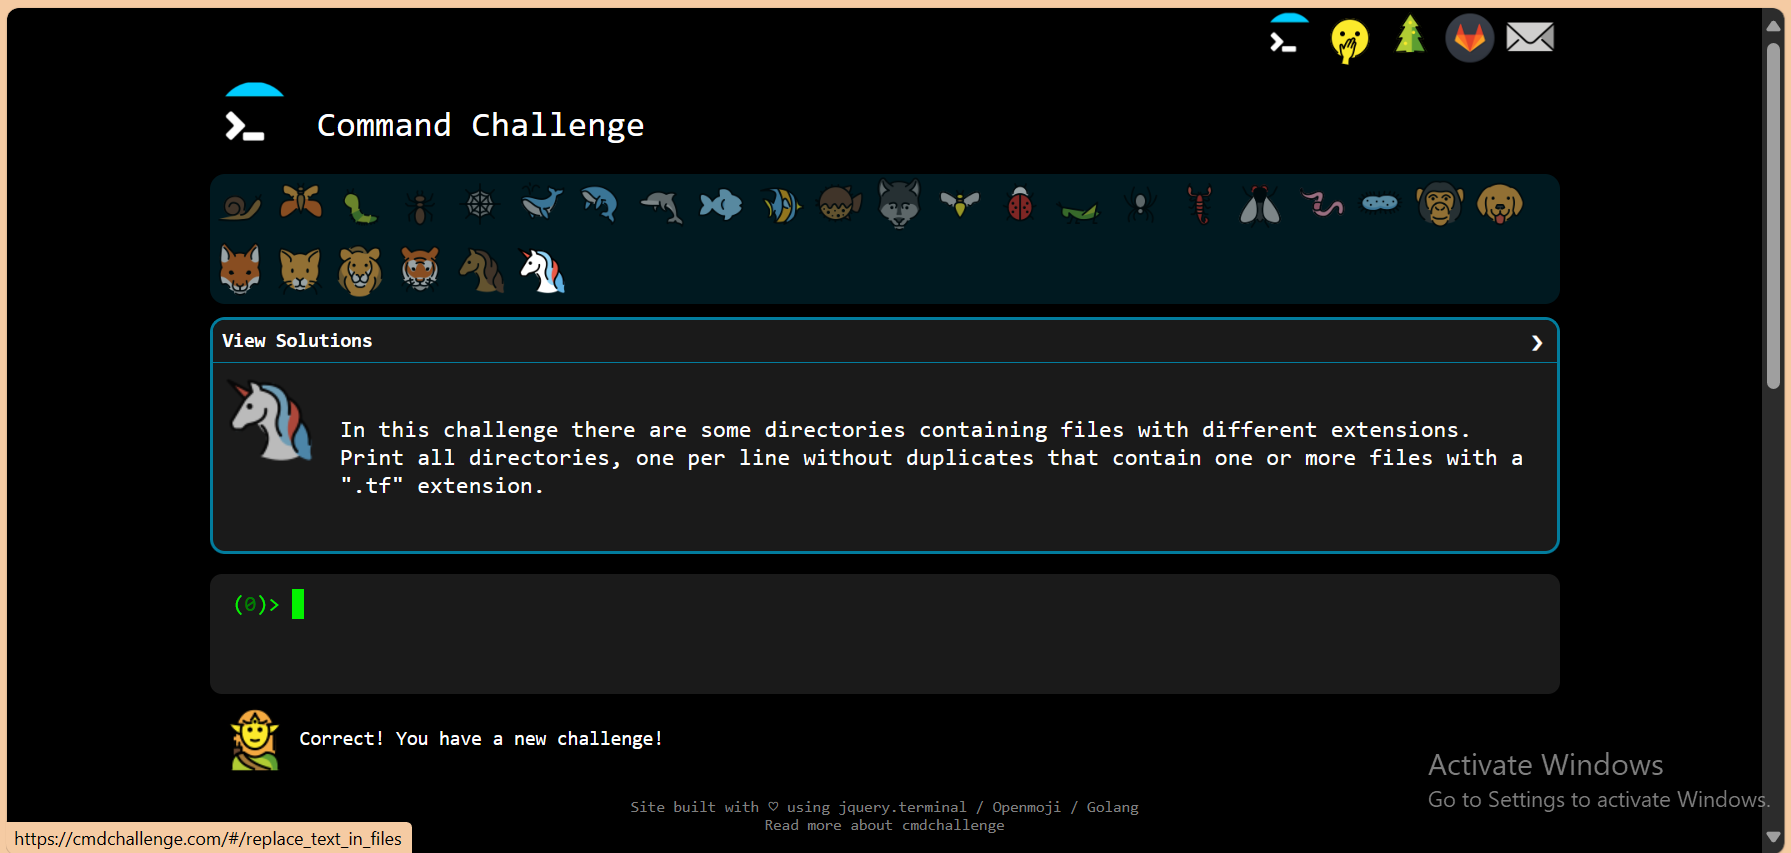 Command Challenge
View Solutions
In this challenge there are some directories containing files with different extensions.
Print all directories, one per line without duplicates that contain one or more files with a
".tf" extension.
(0)>
Correct! You have a new challenge!
Activate Windows
Go to Settings to activate Windows.
Site built with ♡ using jquery.terminal / Openmoji / Golang
Read more about cmdchallenge
https://cmdchallenge.com/#/replace_text_in_files